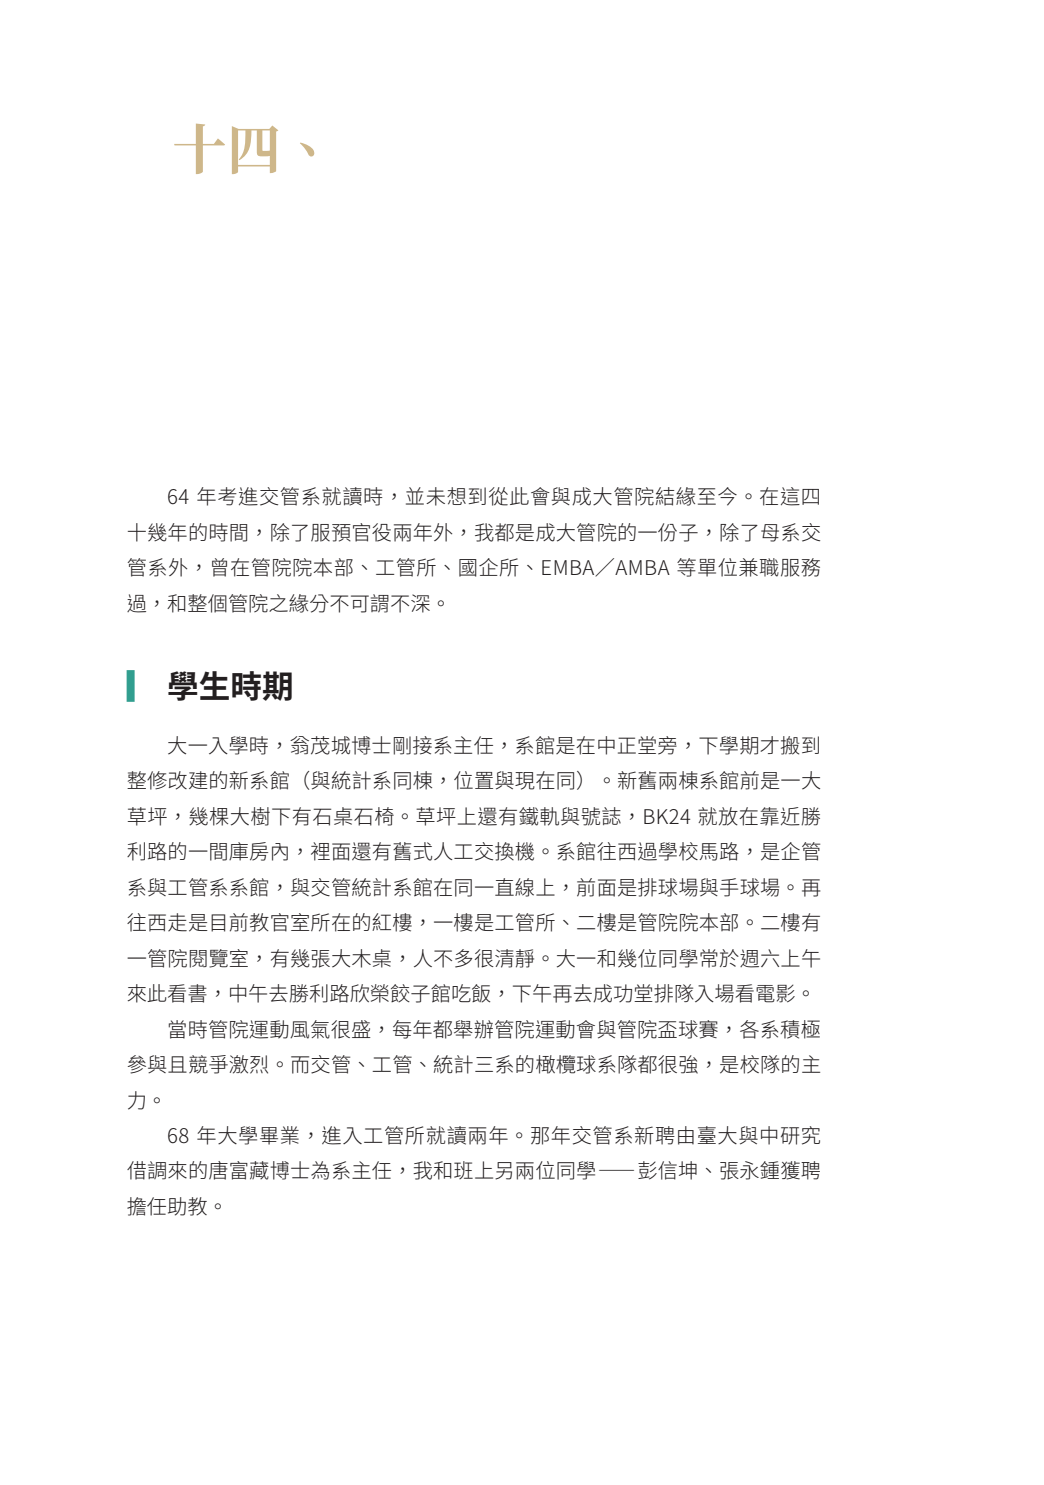 十四、
64 年考進交管系就讀時，並未想到從此會與成大管院結緣至今。在這四
十幾年的時間，除了服預官役兩年外，我都是成大管院的一份子，除了母系交
管系外，曾在管院院本部、工管所、國企所、EMBA／AMBA 等單位兼職服務
過，和整個管院之緣分不可謂不深。
學生時期
大一入學時，翁茂城博士剛接系主任，系館是在中正堂旁，下學期才搬到
整修改建的新系館（與統計系同棟，位置與現在同）。新舊兩棟系館前是一大
草坪，幾棵大樹下有石桌石椅。草坪上還有鐵軌與號誌，BK24 就放在靠近勝
利路的一間庫房內，裡面還有舊式人工交換機。系館往西過學校馬路，是企管
系與工管系系館，與交管統計系館在同一直線上，前面是排球場與手球場。再
往西走是目前教官室所在的紅樓，一樓是工管所、二樓是管院院本部。二樓有
一管院閱覽室，有幾張大木桌，人不多很清靜。大一和幾位同學常於週六上午
來此看書，中午去勝利路欣榮餃子館吃飯，下午再去成功堂排隊入場看電影。
當時管院運動風氣很盛，每年都舉辦管院運動會與管院盃球賽，各系積極
參與且競爭激烈。而交管、工管、統計三系的橄欖球系隊都很強，是校隊的主
力。
68 年大學畢業，進入工管所就讀兩年。那年交管系新聘由臺大與中研究
借調來的唐富藏博士為系主任，我和班上另兩位同學——彭信坤、張永鍾獲聘
擔任助教。